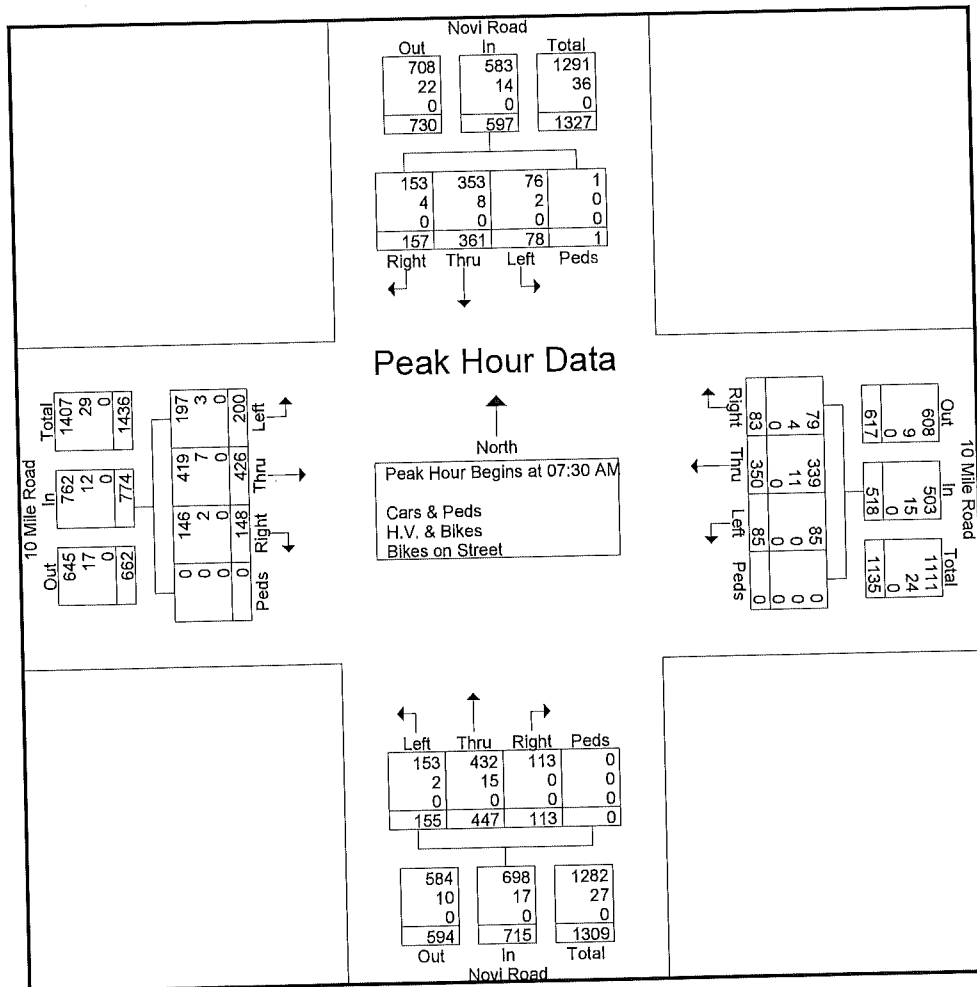 Novi Road
Out In Total
708 583 1291
22 14 36
0 0 0
730 597 1327
153 353 76 1
4 8 2 0
0 0 0 0
157 361 78 1
Right Thru Left Peds
Peak Hour Data
North
Peak Hour Begins at 07:30 AM
Cars & Peds
H.V. & Bikes
Bikes on Street
10 Mile Road
Out In Total
645 762 1407
17 12 29
0 0 0
662 774 1436
197 3 0 200 Left
419 7 0 426 Thru
146 2 0 148 Right
0 0 0 0 Peds
10 Mile Road
Out In Total
608 503 1111
9 15 24
0 0 0
617 518 1135
Right Thru Left Peds
79 339 85 0
4 11 0 0
0 0 0 0
83 350 85 0
Left Thru Right Peds
153 432 113 0
2 15 0 0
0 0 0 0
155 447 113 0
584 698 1282
10 17 27
0 0 0
594 715 1309
Out In Total
Novi Road